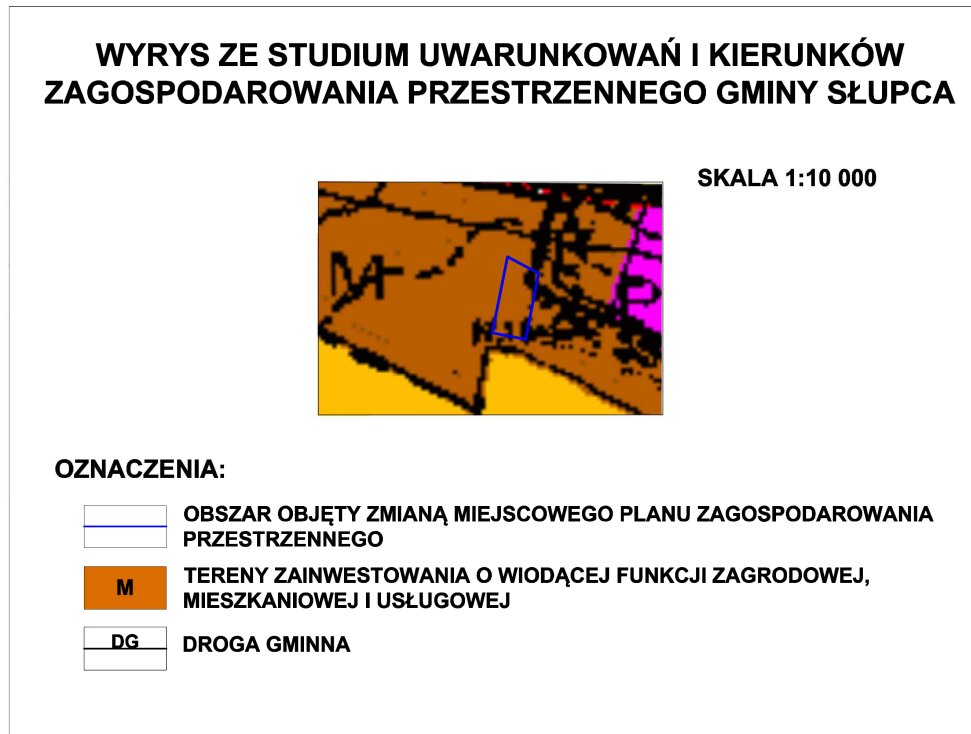 WYRYS ZE STUDIUM UWARUNKOWAŃ I KIERUNKÓW
ZAGOSPODAROWANIA PRZESTRZENNEGO GMINY SŁUPCA
SKALA 1:10 000
M
P
OZNACZENIA:
OBSZAR OBJĘTY ZMIANĄ MIEJSCOWEGO PLANU ZAGOSPODAROWANIA
PRZESTRZENNEGO
M
TERENY ZAINWESTOWANIA O WIODĄCEJ FUNKCJI ZAGRODOWEJ,
MIESZKANIOWEJ I USŁUGOWEJ
DG
DROGA GMINNA